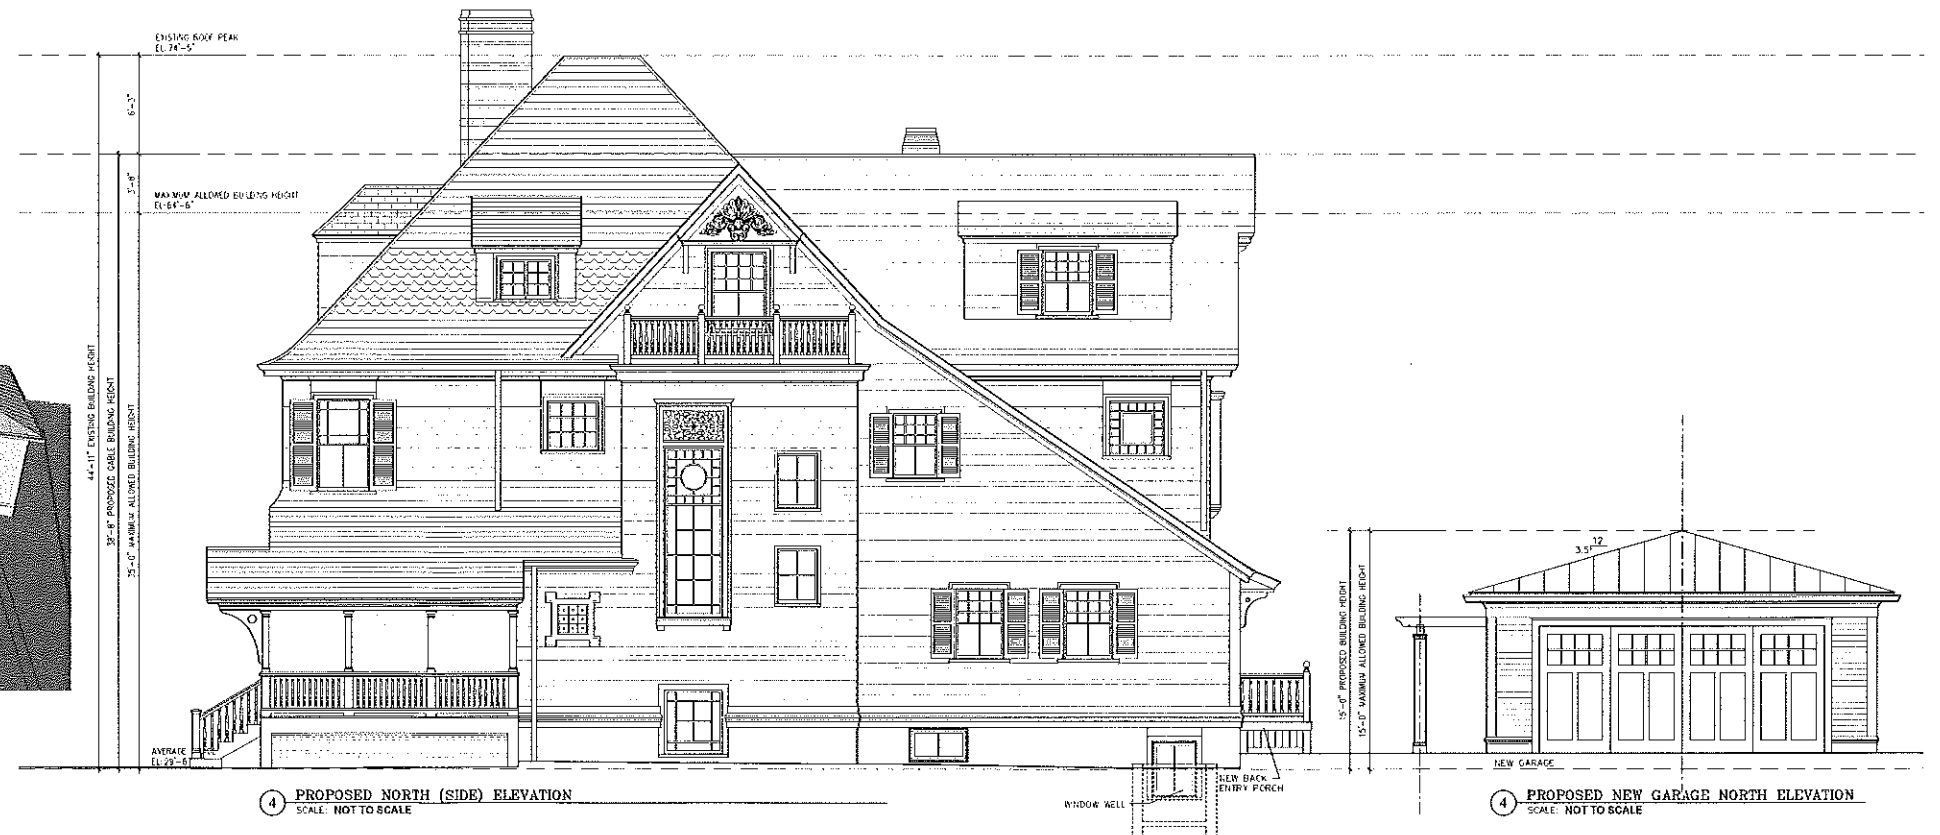 EXISTING ROOF PEAK
EL:74'-5"
6'-3"
3'-8"
MAXIMUM ALLOWED BUILDING HEIGHT
EL:64'-6"
44'-11" EXISTING BUILDING HEIGHT
38'-8" PROPOSED GABLE BUILDING HEIGHT
35'-0" MAXIMUM ALLOWED BUILDING HEIGHT
AVERAGE
EL:29'-6"
4 PROPOSED NORTH (SIDE) ELEVATION
SCALE: NOT TO SCALE
WINDOW WELL
NEW BACK
ENTRY PORCH
15'-0" PROPOSED BUILDING HEIGHT
15'-0" MAXIMUM ALLOWED BUILDING HEIGHT
12
3.5
NEW GARAGE
4 PROPOSED NEW GARAGE NORTH ELEVATION
SCALE: NOT TO SCALE